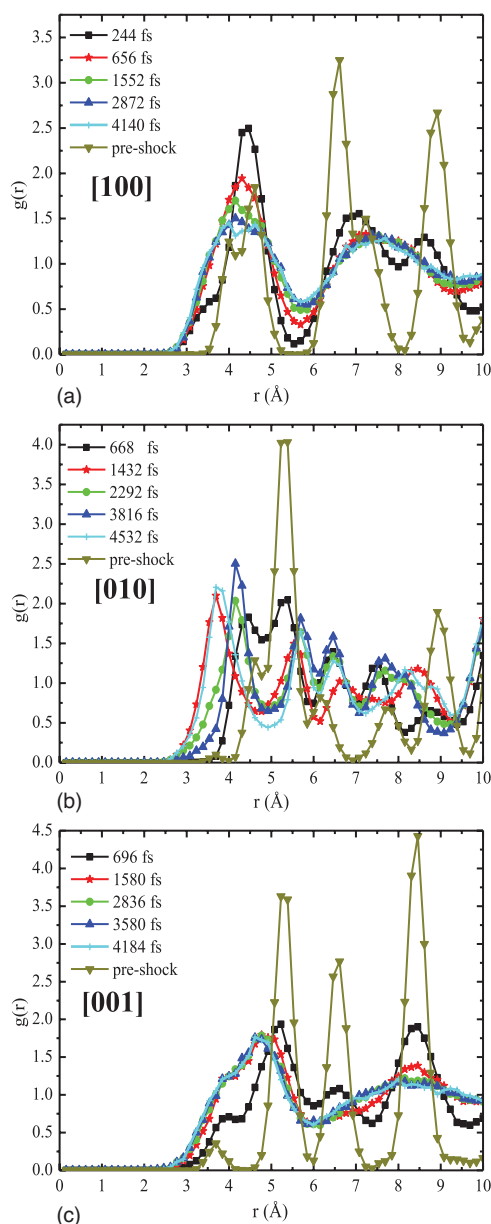 3.5
3.0
2.5
2.0
1.5
1.0
0.5
0.0
g(r)
244 fs
656 fs
1552 fs
2872 fs
4140 fs
pre-shock
[100]
0 1 2 3 4 5 6 7 8 9 10
r (Å)
(a)
4.0
3.5
3.0
2.5
2.0
1.5
1.0
0.5
0.0
g(r)
668 fs
1432 fs
2292 fs
3816 fs
4532 fs
pre-shock
[010]
0 1 2 3 4 5 6 7 8 9 10
r (Å)
(b)
4.5
4.0
3.5
3.0
2.5
2.0
1.5
1.0
0.5
0.0
g(r)
696 fs
1580 fs
2836 fs
3580 fs
4184 fs
pre-shock
[001]
0 1 2 3 4 5 6 7 8 9 10
r (Å)
(c)